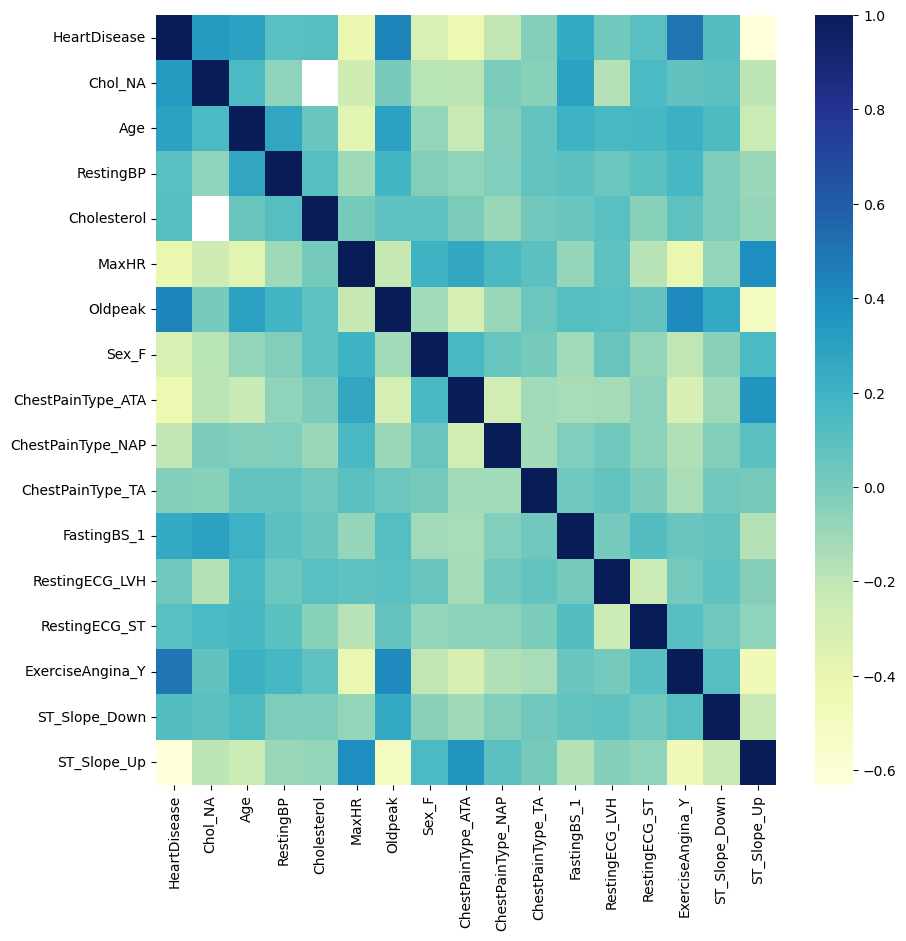 HeartDisease
Chol_NA
Age
RestingBP
Cholesterol
MaxHR
Oldpeak
Sex_F
ChestPainType_ATA
ChestPainType_NAP
ChestPainType_TA
FastingBS_1
RestingECG_LVH
RestingECG_ST
ExerciseAngina_Y
ST_Slope_Down
ST_Slope_Up
HeartDisease
Chol_NA
Age
RestingBP
Cholesterol
MaxHR
Oldpeak
Sex_F
ChestPainType_ATA
ChestPainType_NAP
ChestPainType_TA
FastingBS_1
RestingECG_LVH
RestingECG_ST
ExerciseAngina_Y
ST_Slope_Down
ST_Slope_Up
1.0
0.8
0.6
0.4
0.2
0.0
−0.2
−0.4
−0.6